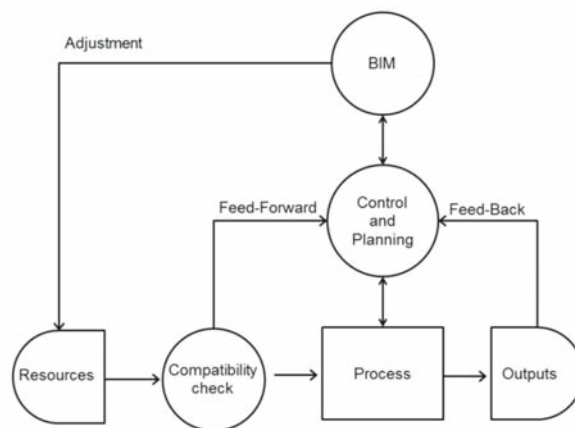 Adjustment
BIM
Feed-Forward
Control
and
Planning
Feed-Back
Resources
Compatibility
check
Process
Outputs